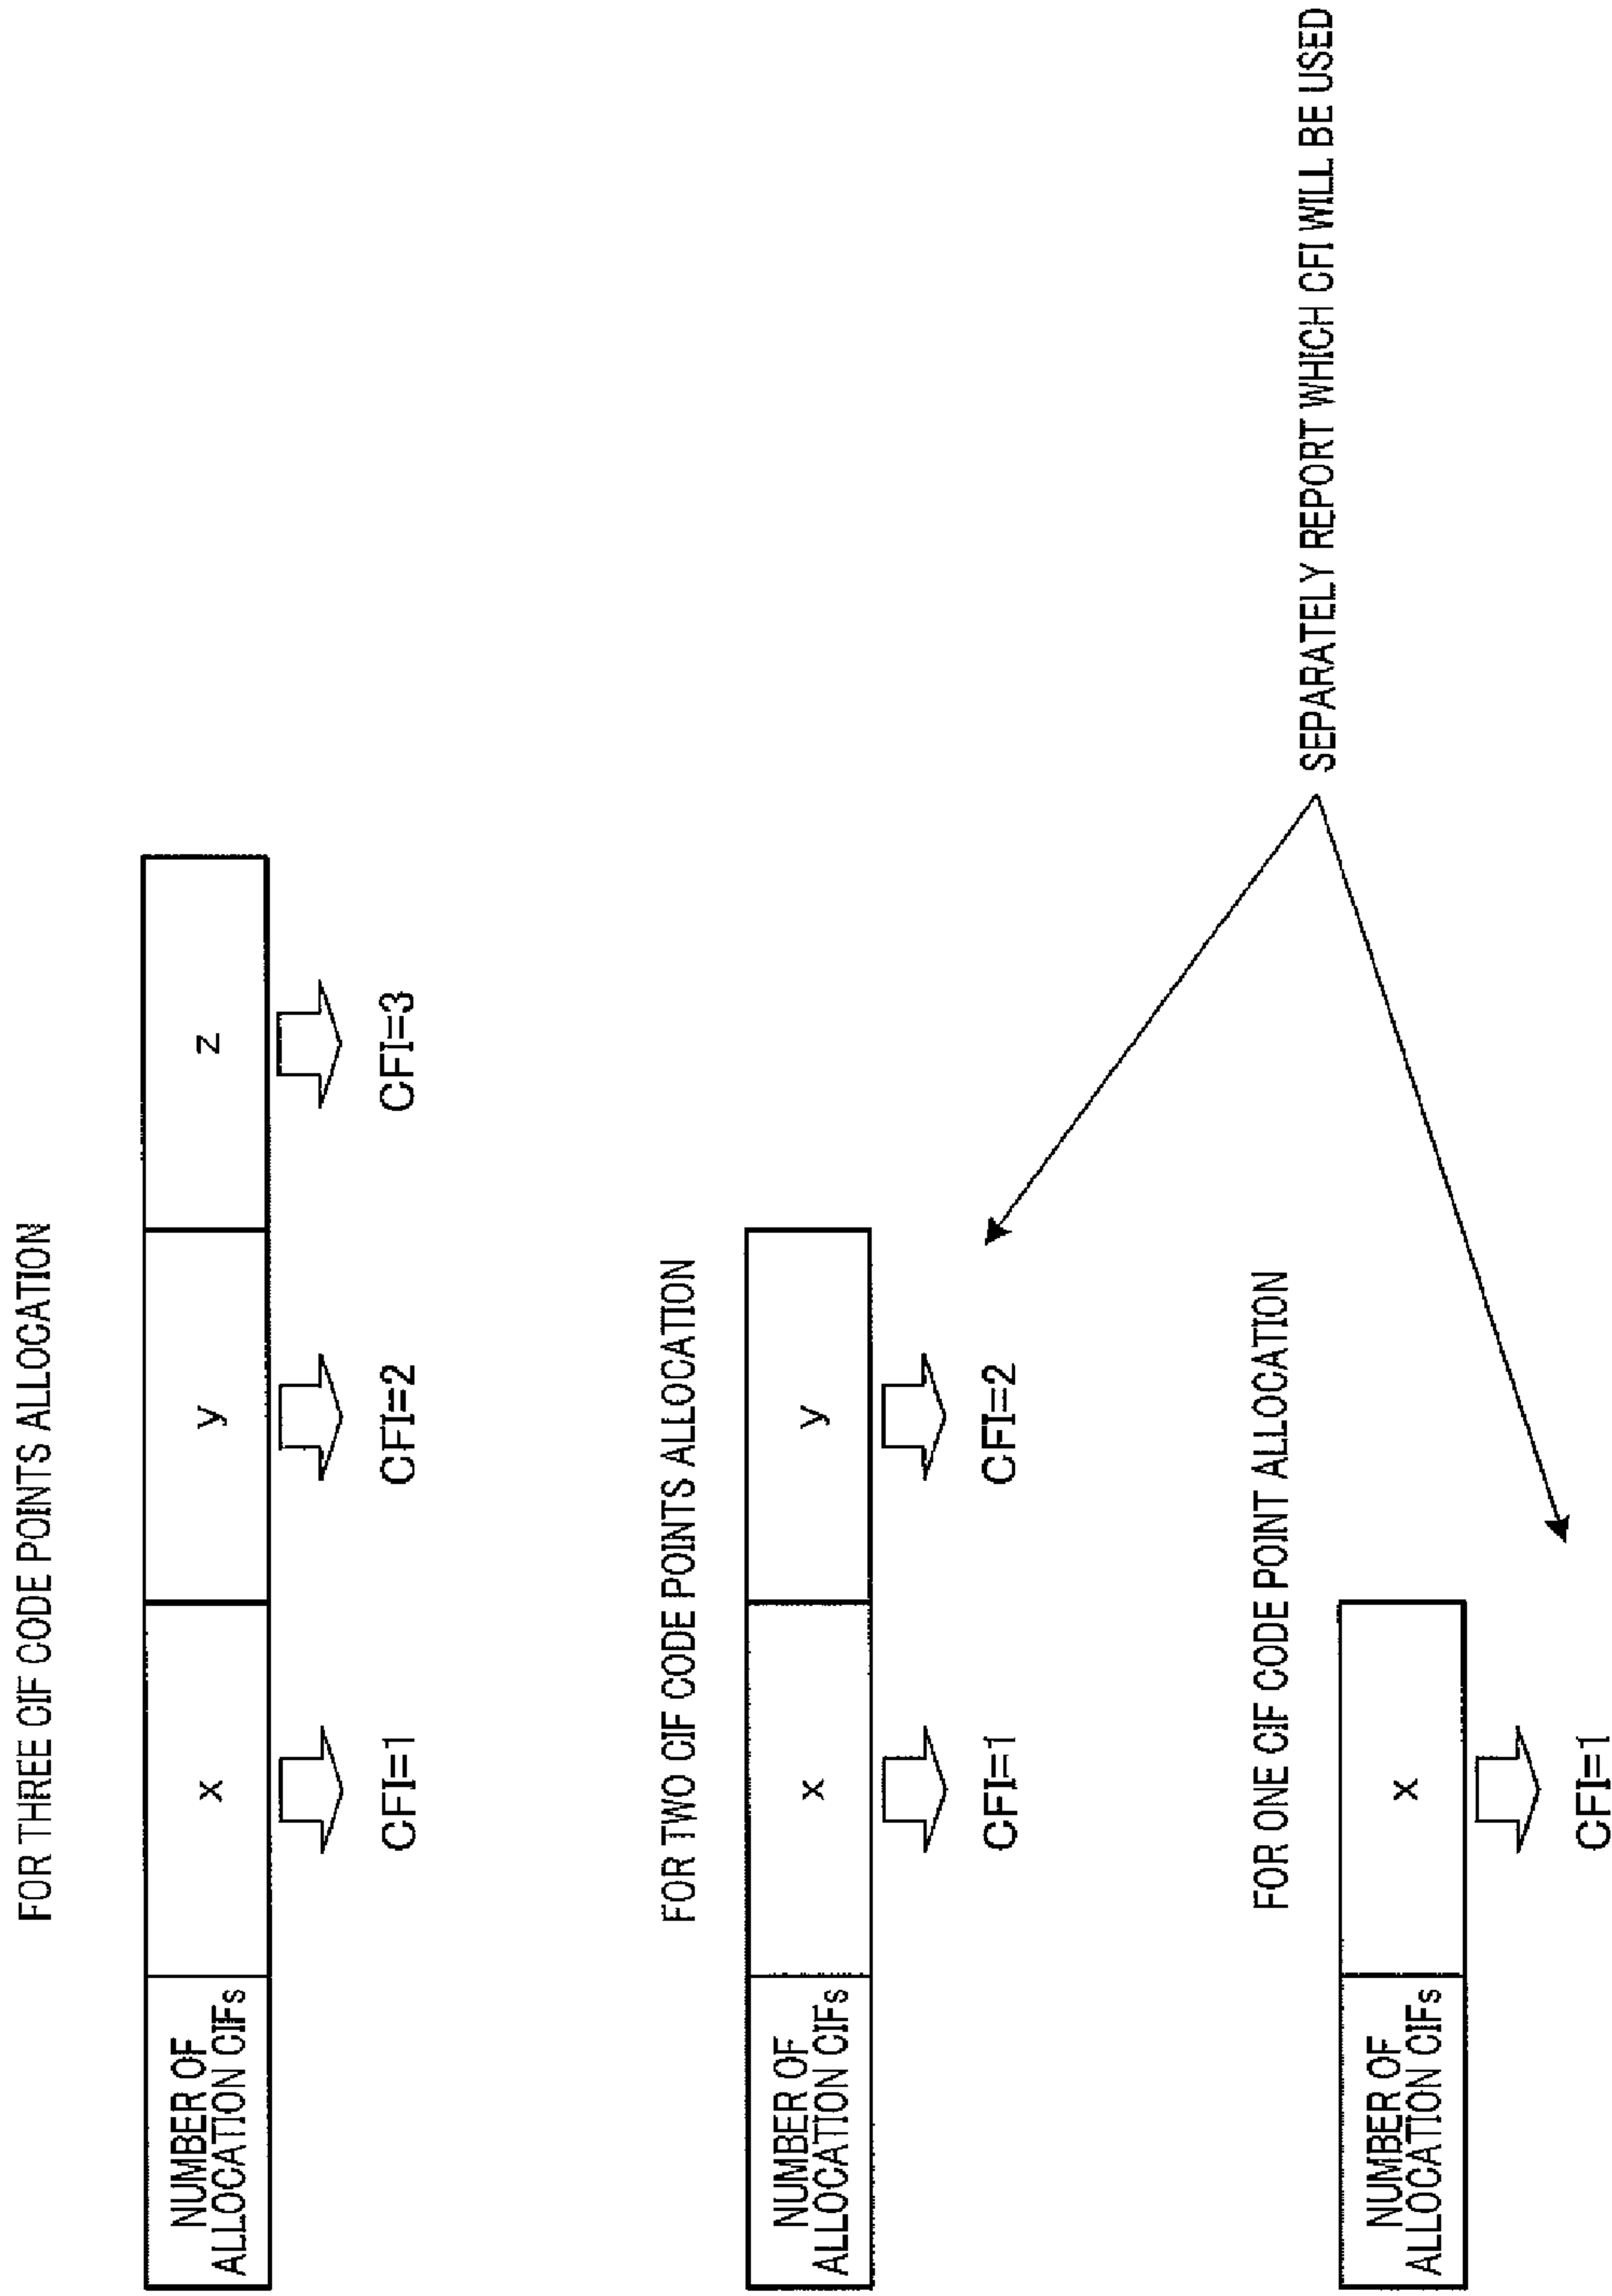 FOR THREE CIF CODE POINTS ALLOCATION
NUMBER OF
ALLOCATION CIFs
x
y
z
CFI=1
CFI=2
CFI=3
FOR TWO CIF CODE POINTS ALLOCATION
NUMBER OF
ALLOCATION CIFs
x
y
CFI=1
CFI=2
FOR ONE CIF CODE POINT ALLOCATION
NUMBER OF
ALLOCATION CIFs
x
CFI=1
SEPARATELY REPORT WHICH CFI WILL BE USED